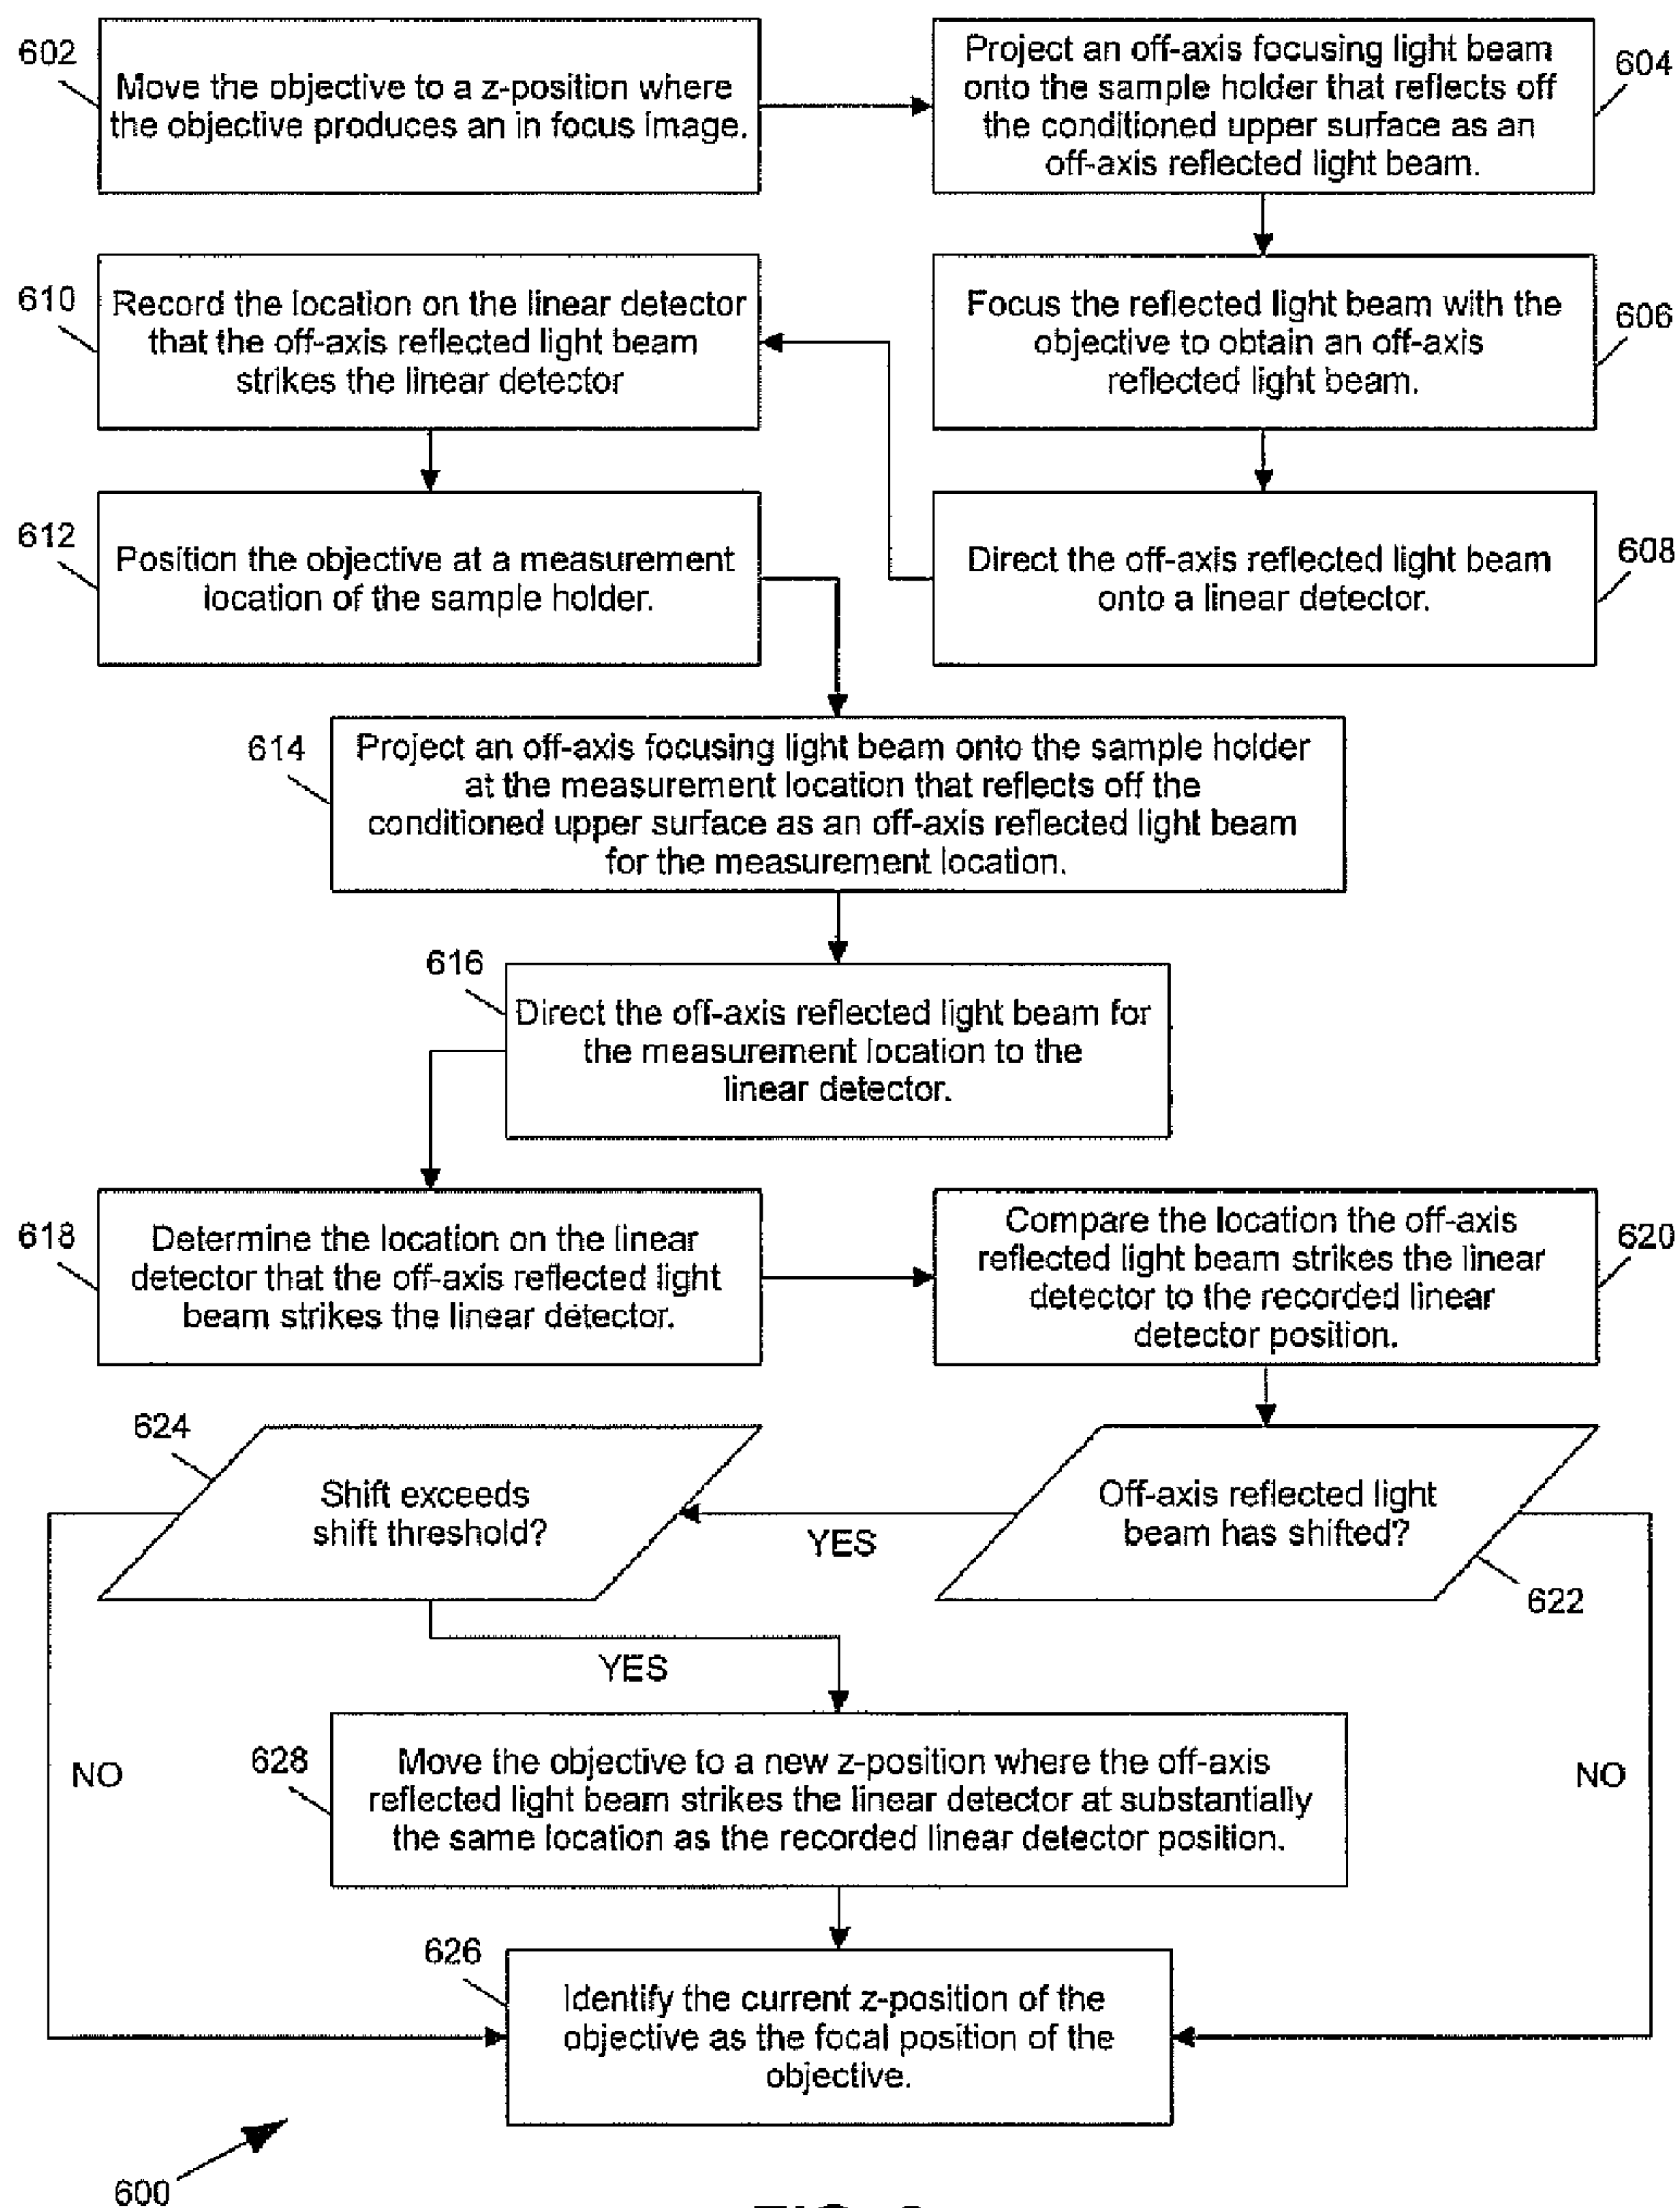 602
Move the objective to a z-position where
the objective produces an in focus image.
604
Project an off-axis focusing light beam
onto the sample holder that reflects off
the conditioned upper surface as an
off-axis reflected light beam.
606
Focus the reflected light beam with the
objective to obtain an off-axis
reflected light beam.
608
Direct the off-axis reflected light beam
onto a linear detector.
610
Record the location on the linear detector
that the off-axis reflected light beam
strikes the linear detector
612
Position the objective at a measurement
location of the sample holder.
614
Project an off-axis focusing light beam onto the sample holder
at the measurement location that reflects off the
conditioned upper surface as an off-axis reflected light beam
for the measurement location.
616
Direct the off-axis reflected light beam for
the measurement location to the
linear detector.
618
Determine the location on the linear
detector that the off-axis reflected light
beam strikes the linear detector.
620
Compare the location the off-axis
reflected light beam strikes the linear
detector to the recorded linear
detector position.
622
Off-axis reflected light
beam has shifted?
YES
NO
624
Shift exceeds
shift threshold?
YES
NO
628
Move the objective to a new z-position where the off-axis
reflected light beam strikes the linear detector at substantially
the same location as the recorded linear detector position.
626
Identify the current z-position of the
objective as the focal position of the
objective.
600